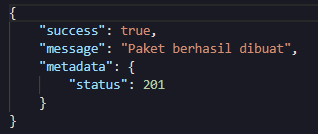 {
    "success": true,
    "message": "Paket berhasil dibuat",
    "metadata": {
        "status": 201
    }
}